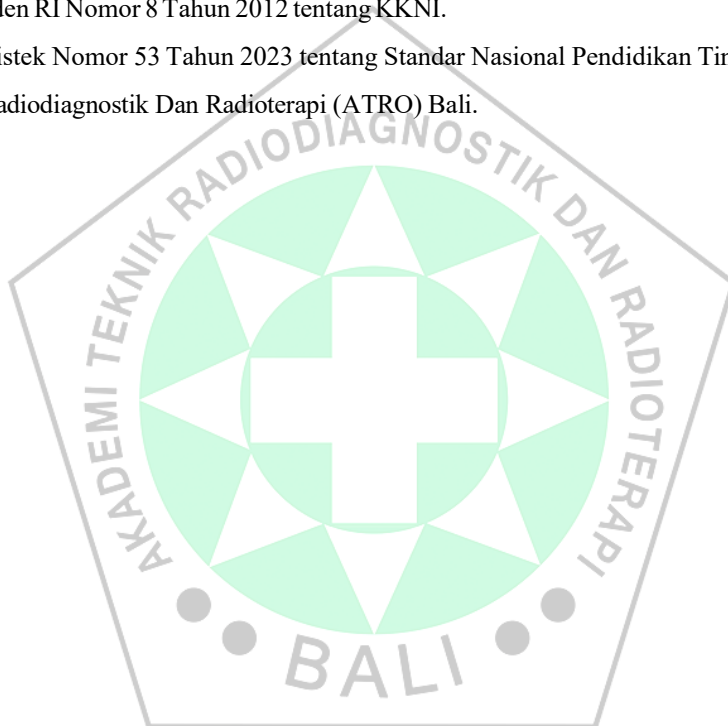 den RI Nomor 8 Tahun 2012 tentang KKNI.
istek Nomor 53 Tahun 2023 tentang Standar Nasional Pendidikan Tin
adiodiagnostik Dan Radioterapi (ATRO) Bali.
AKADEMI TEKNIK RADIODIAGNOSTIK DAN RADIOTERAPI
BALI